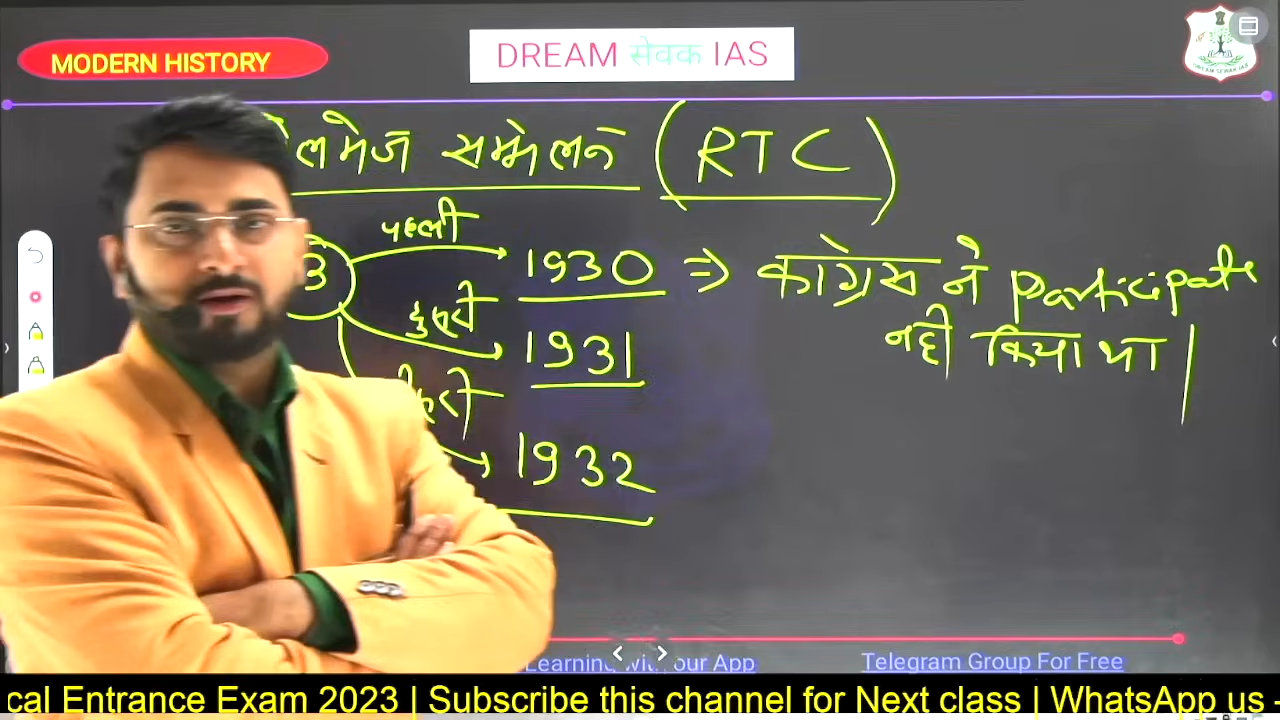 MODERN HISTORY
DREAM सेवक IAS
लमेज सम्मेलन (RTC)
पहली
3
1930 ⇒ कांग्रेस ने participate
नही किया था |
दुसरी
1931
1932
Learning with our App
Telegram Group For Free
cal Entrance Exam 2023 | Subscribe this channel for Next class | WhatsApp us -